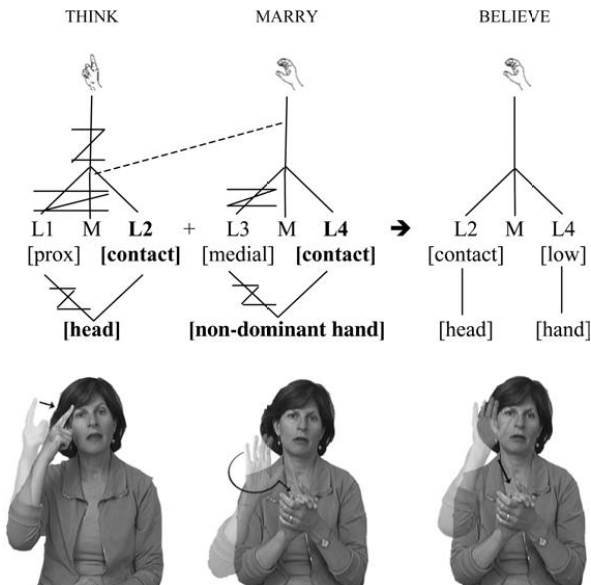 THINK MARRY BELIEVE
L1 M L2 + L3 M L4 ➔ L2 M L4
[prox] [contact] [medial] [contact] [contact] [low]
[head] [non-dominant hand] [head] [hand]